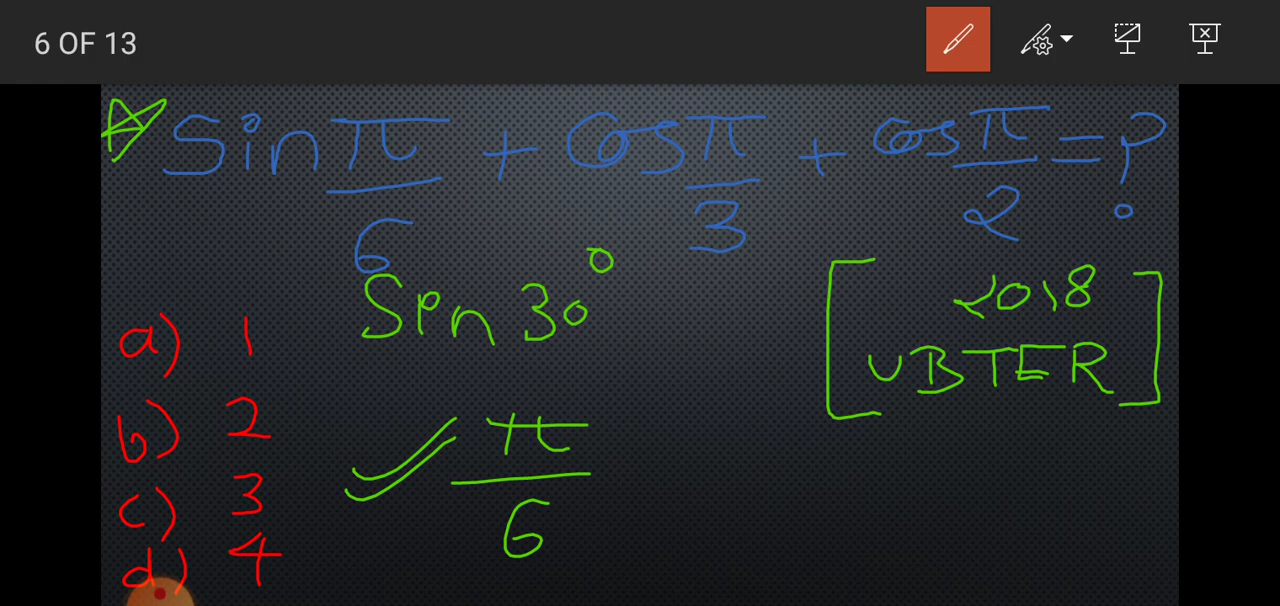 6 OF 13
Sin π/6 + cos π/3 + cos π/2 = ?
Sin 30°
[2018
UBTER]
a) 1
b) 2
π/6
c) 3
d) 4